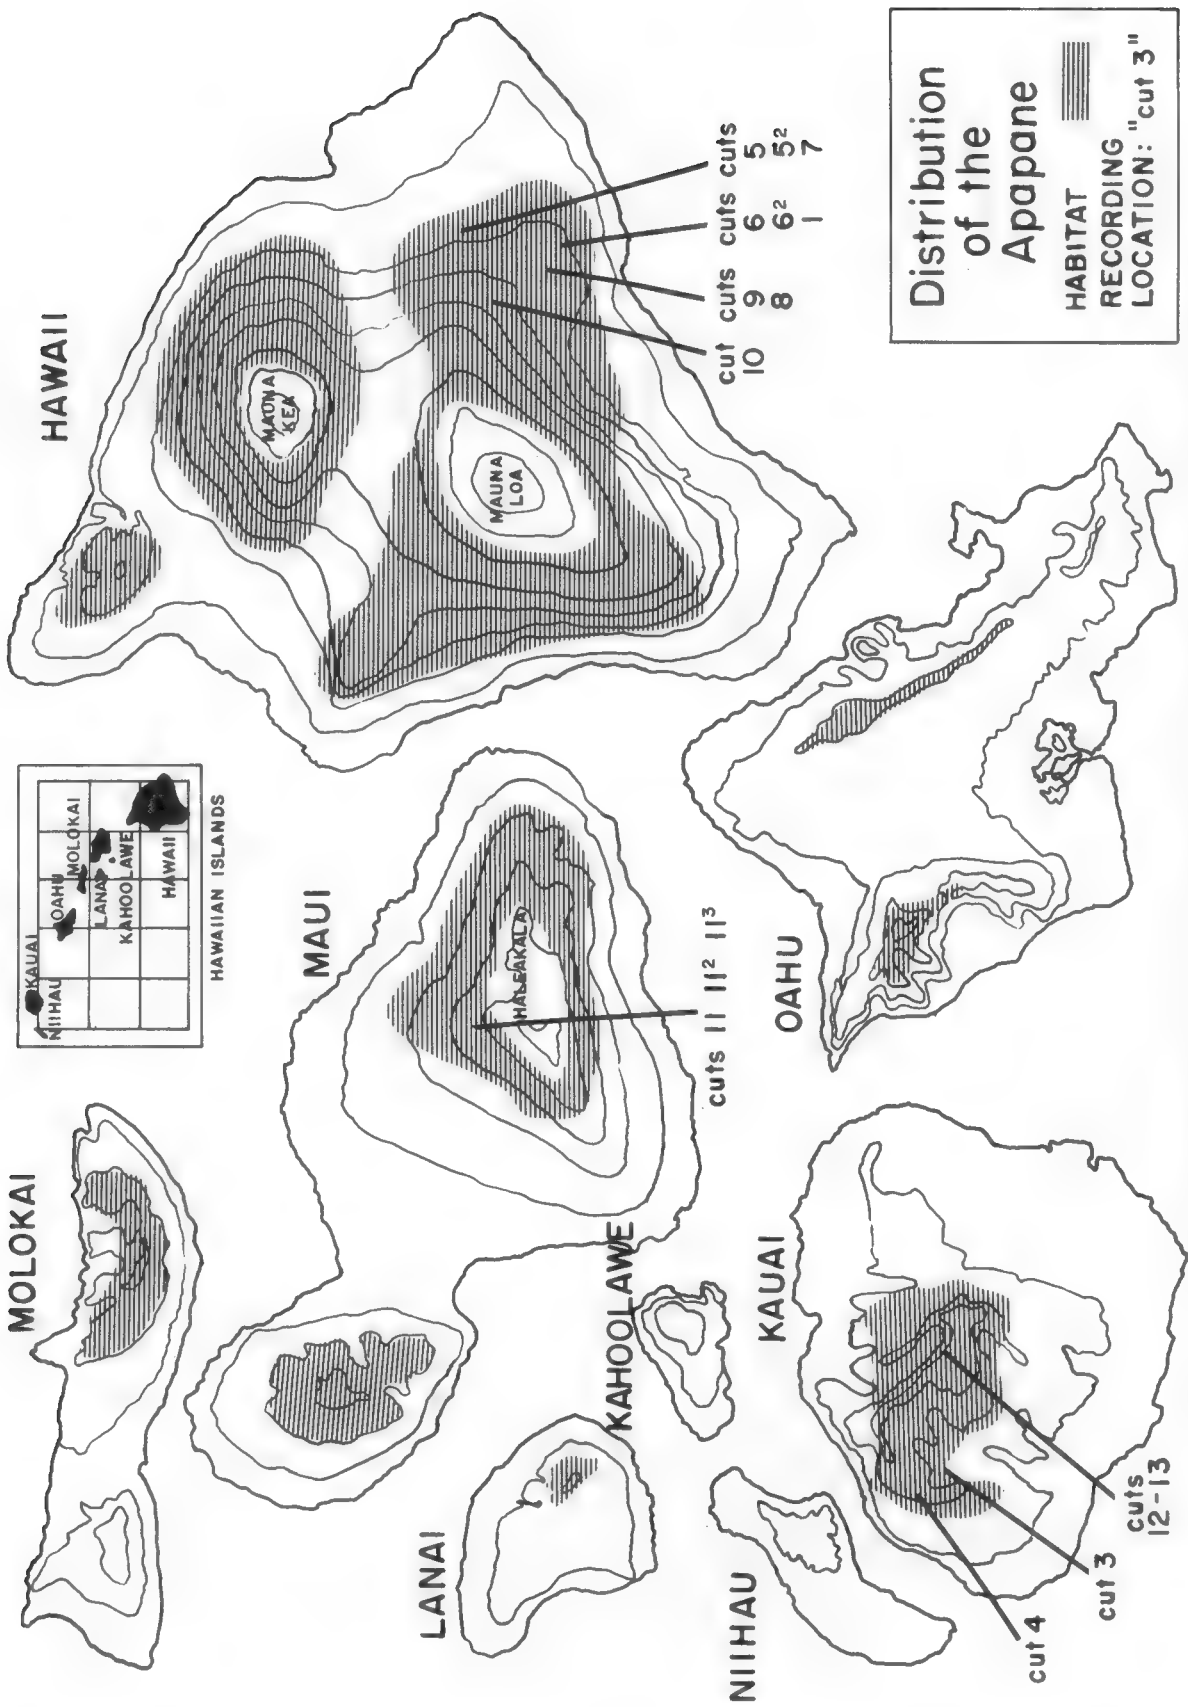 MOLOKAI
NIIHAU
KAUAI
OAHU
MOLOKAI
LANAI
KAHOOLAWE
HAWAII
HAWAIIAN ISLANDS
HAWAII
MAUNA
KEA
MAUNA
LOA
cut
10
cuts
9
8
cuts
6
6²
1
cuts
5
5²
7
MAUI
HALEAKALA
cuts 11 11² 11³
LANAI
KAHOOLAWE
NIIHAU
KAUAI
cut 4
cut 3
cuts
12-13
OAHU
Distribution
of the
Apapane
HABITAT
RECORDING
LOCATION: "cut 3"